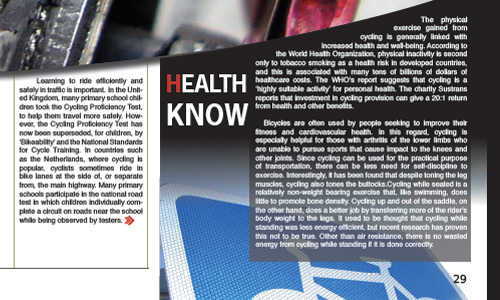 Learning to ride efficiently and
safely in traffic is important. In the Unit-
ed Kingdom, many primary school chil-
dren took the Cycling Proficiency Test,
to help them travel more safely. How-
ever, the Cycling Proficiency Test has
now been superseded, for children, by
'Bikeability' and the National Standards
for Cycle Training. In countries such
as the Netherlands, where cycling is
popular, cyclists sometimes ride in
bike lanes at the side of, or separate
from, the main highway. Many primary
schools participate in the national road
test in which children individually com-
plete a circuit on roads near the school
while being observed by testers.
HEALTH
KNOW
The physical
exercise gained from
cycling is generally linked with
increased health and well-being. According to
the World Health Organization, physical inactivity is second
only to tobacco smoking as a health risk in developed countries,
and this is associated with many tens of billions of dollars of
healthcare costs. The WHO's report suggests that cycling is a
'highly suitable activity' for personal health. The charity Sustrans
reports that investment in cycling provision can give a 20:1 return
from health and other benefits.
Bicycles are often used by people seeking to improve their
fitness and cardiovascular health. In this regard, cycling is
especially helpful for those with arthritis of the lower limbs who
are unable to pursue sports that cause impact to the knees and
other joints. Since cycling can be used for the practical purpose
of transportation, there can be less need for self-discipline to
exercise. Interestingly, it has been found that despite toning the leg
muscles, cycling also tones the buttocks.Cycling while seated is a
relatively non-weight bearing exercise that, like swimming, does
little to promote bone density. Cycling up and out of the saddle, on
the other hand, does a better job by transferring more of the rider's
body weight to the legs. It used to be thought that cycling while
standing was less energy efficient, but recent research has proven
this not to be true. Other than air resistance, there is no wasted
energy from cycling while standing if it is done correctly.
29